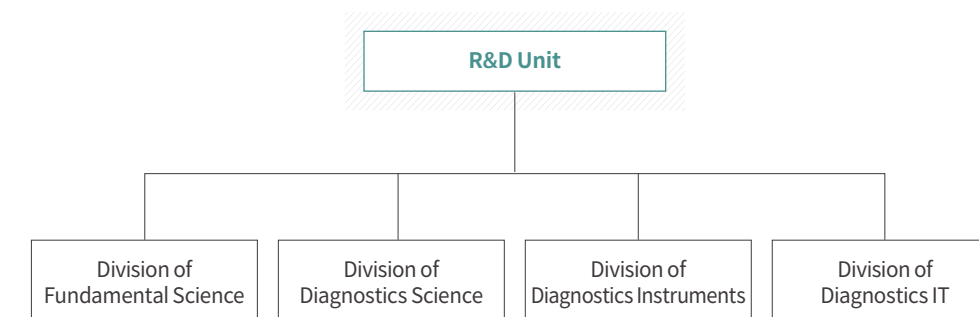 R&D Unit
Division of
Fundamental Science
Division of
Diagnostics Science
Division of
Diagnostics Instruments
Division of
Diagnostics IT